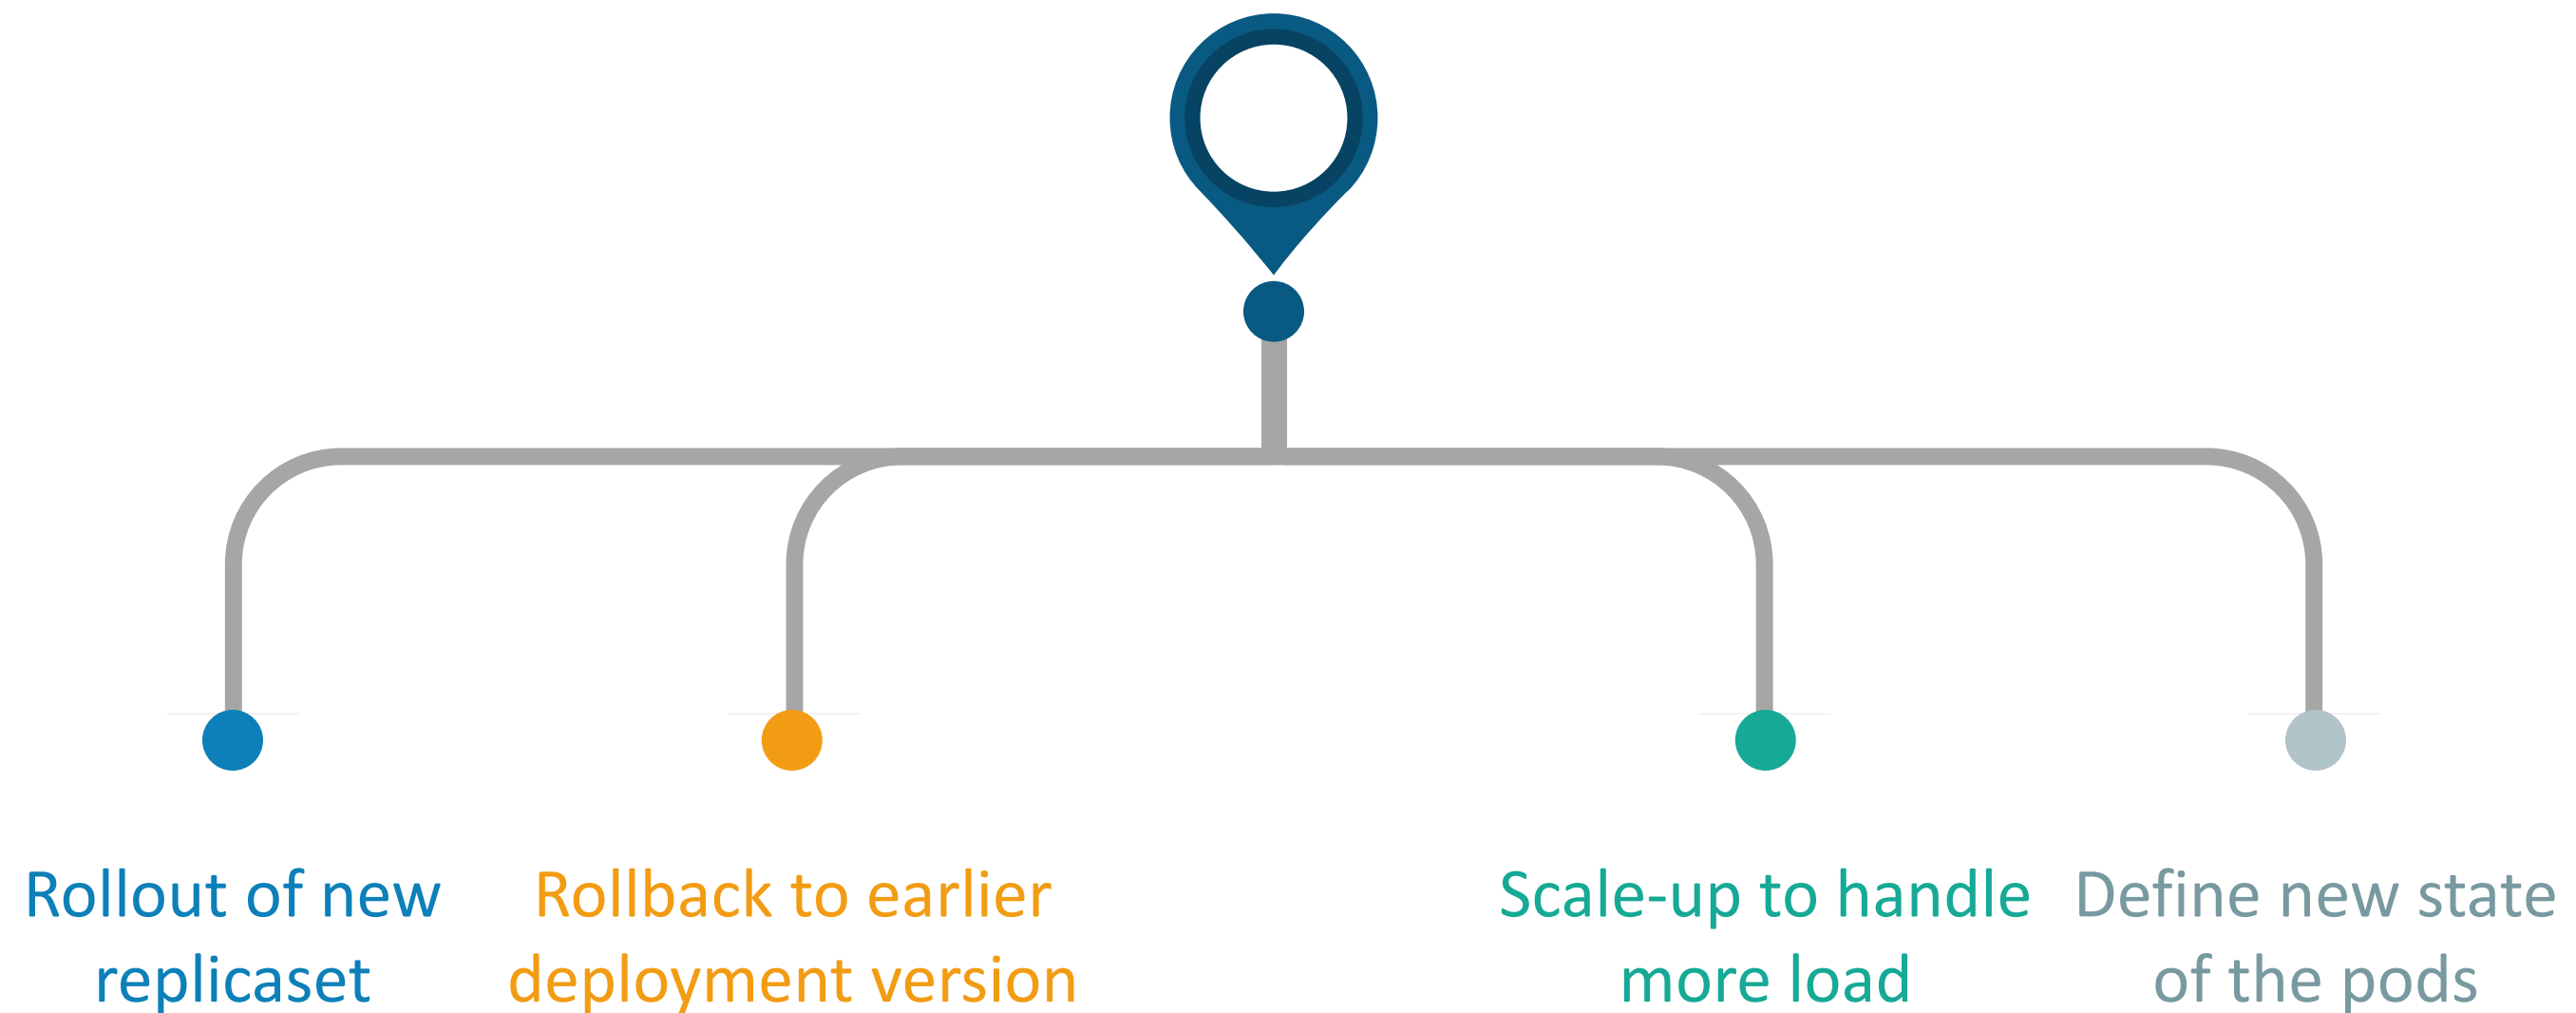 Rollout of new
replicaset
Rollback to earlier
deployment version
Scale-up to handle
more load
Define new state
of the pods